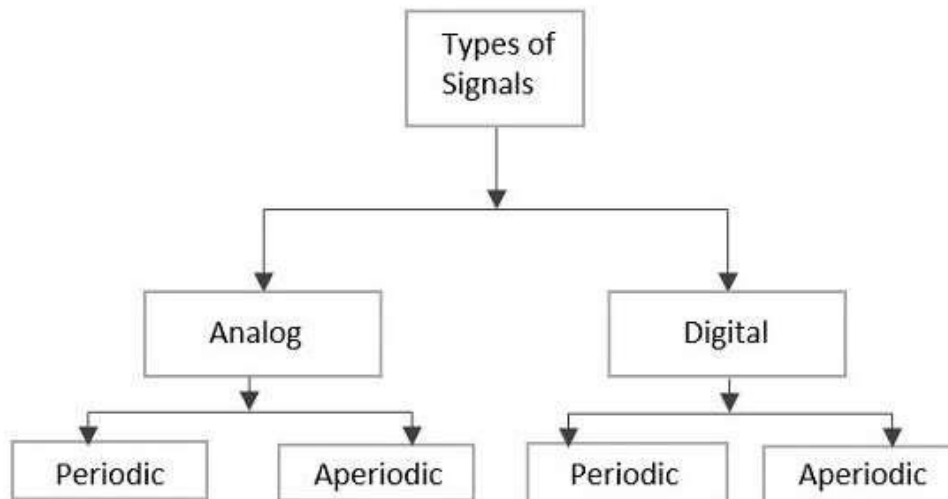 Types of
Signals
Analog
Digital
Periodic
Aperiodic
Periodic
Aperiodic